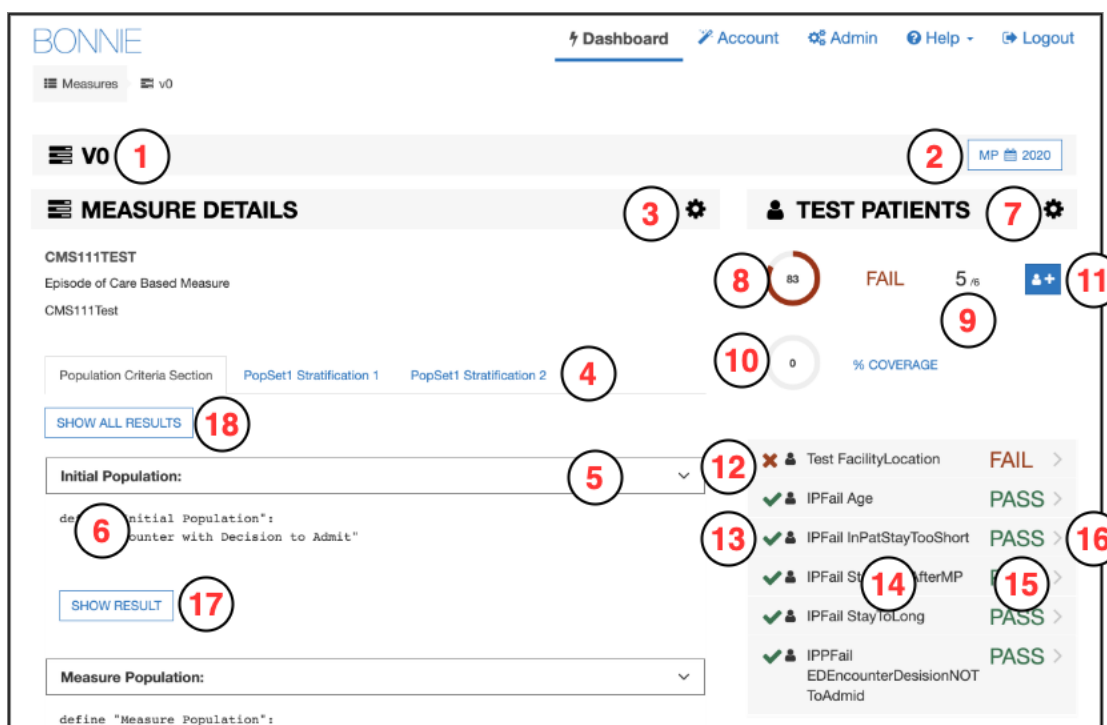 BONNIE
Dashboard Account Admin Help Logout
Measures v0
V0 1 2 MP 2020
MEASURE DETAILS 3
TEST PATIENTS 7
CMS111TEST
Episode of Care Based Measure
CMS111Test
8 83 FAIL 5 /6 11
9
10 0 % COVERAGE
Population Criteria Section PopSet1 Stratification 1 PopSet1 Stratification 2 4
SHOW ALL RESULTS 18
Initial Population: 5
6 "Initial Population":
with Decision to Admit"
SHOW RESULT 17
Measure Population:
define "Measure Population":
12 Test FacilityLocation FAIL
IPFail Age PASS
13 IPFail InPatStayTooShort PASS 16
IPFail 14 AfterMP 15
IPFail StayToLong PASS
IPPFail PASS
EDEncounterDesisionNOT
ToAdmid